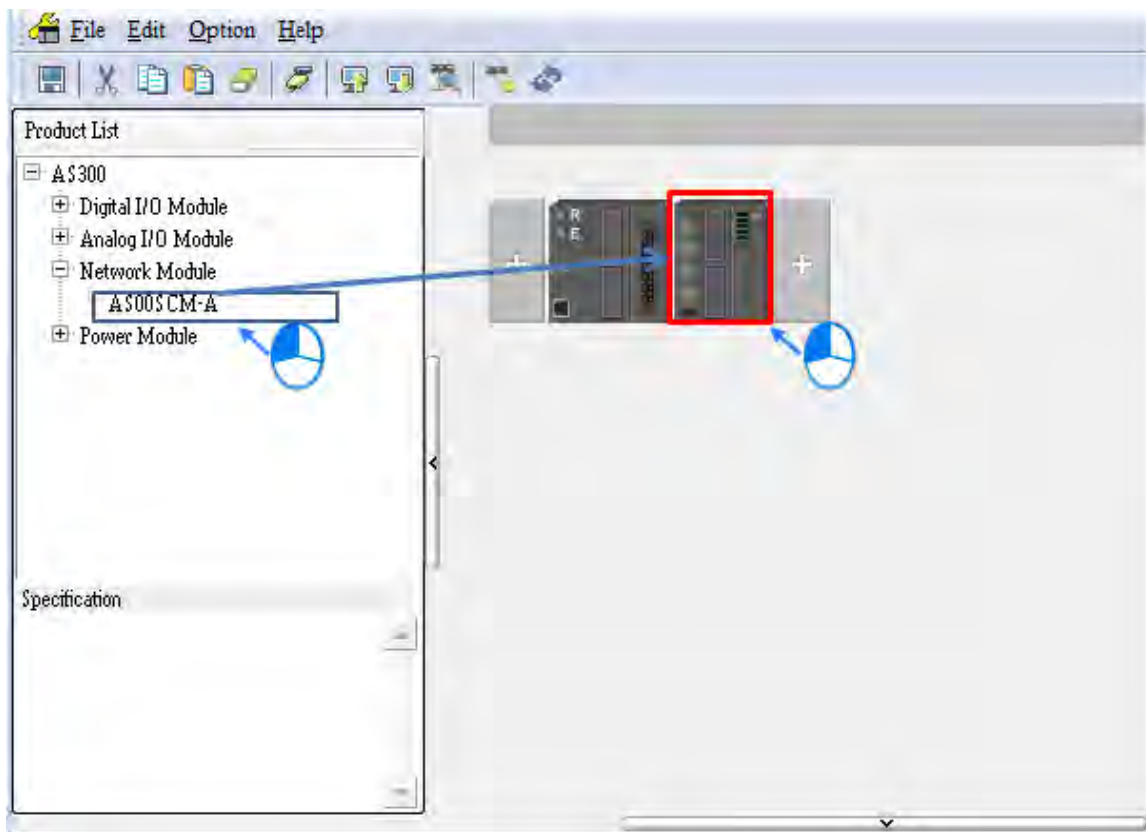 File Edit Option Help
Product List
AS300
Digital I/O Module
Analog I/O Module
Network Module
AS00SCM-A
Power Module
R
E
Specification